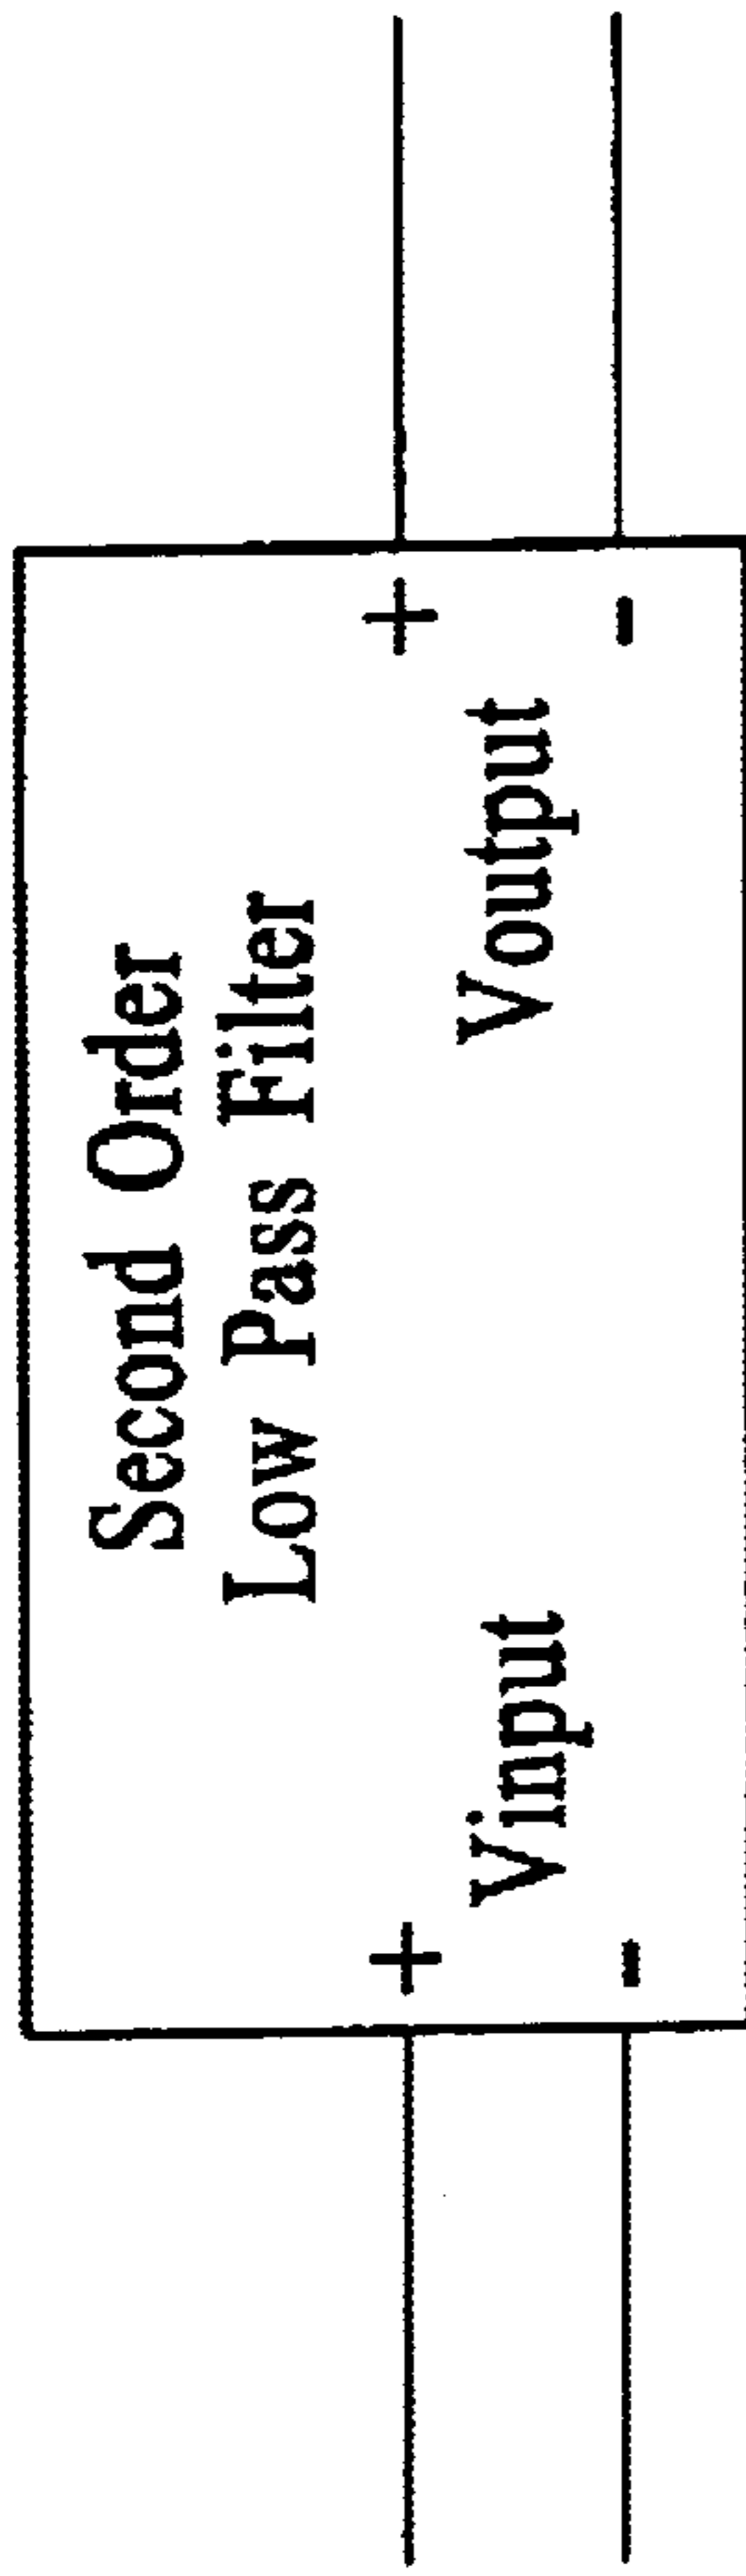 Second Order
Low Pass Filter
+ +
Vinput Voutput
- -